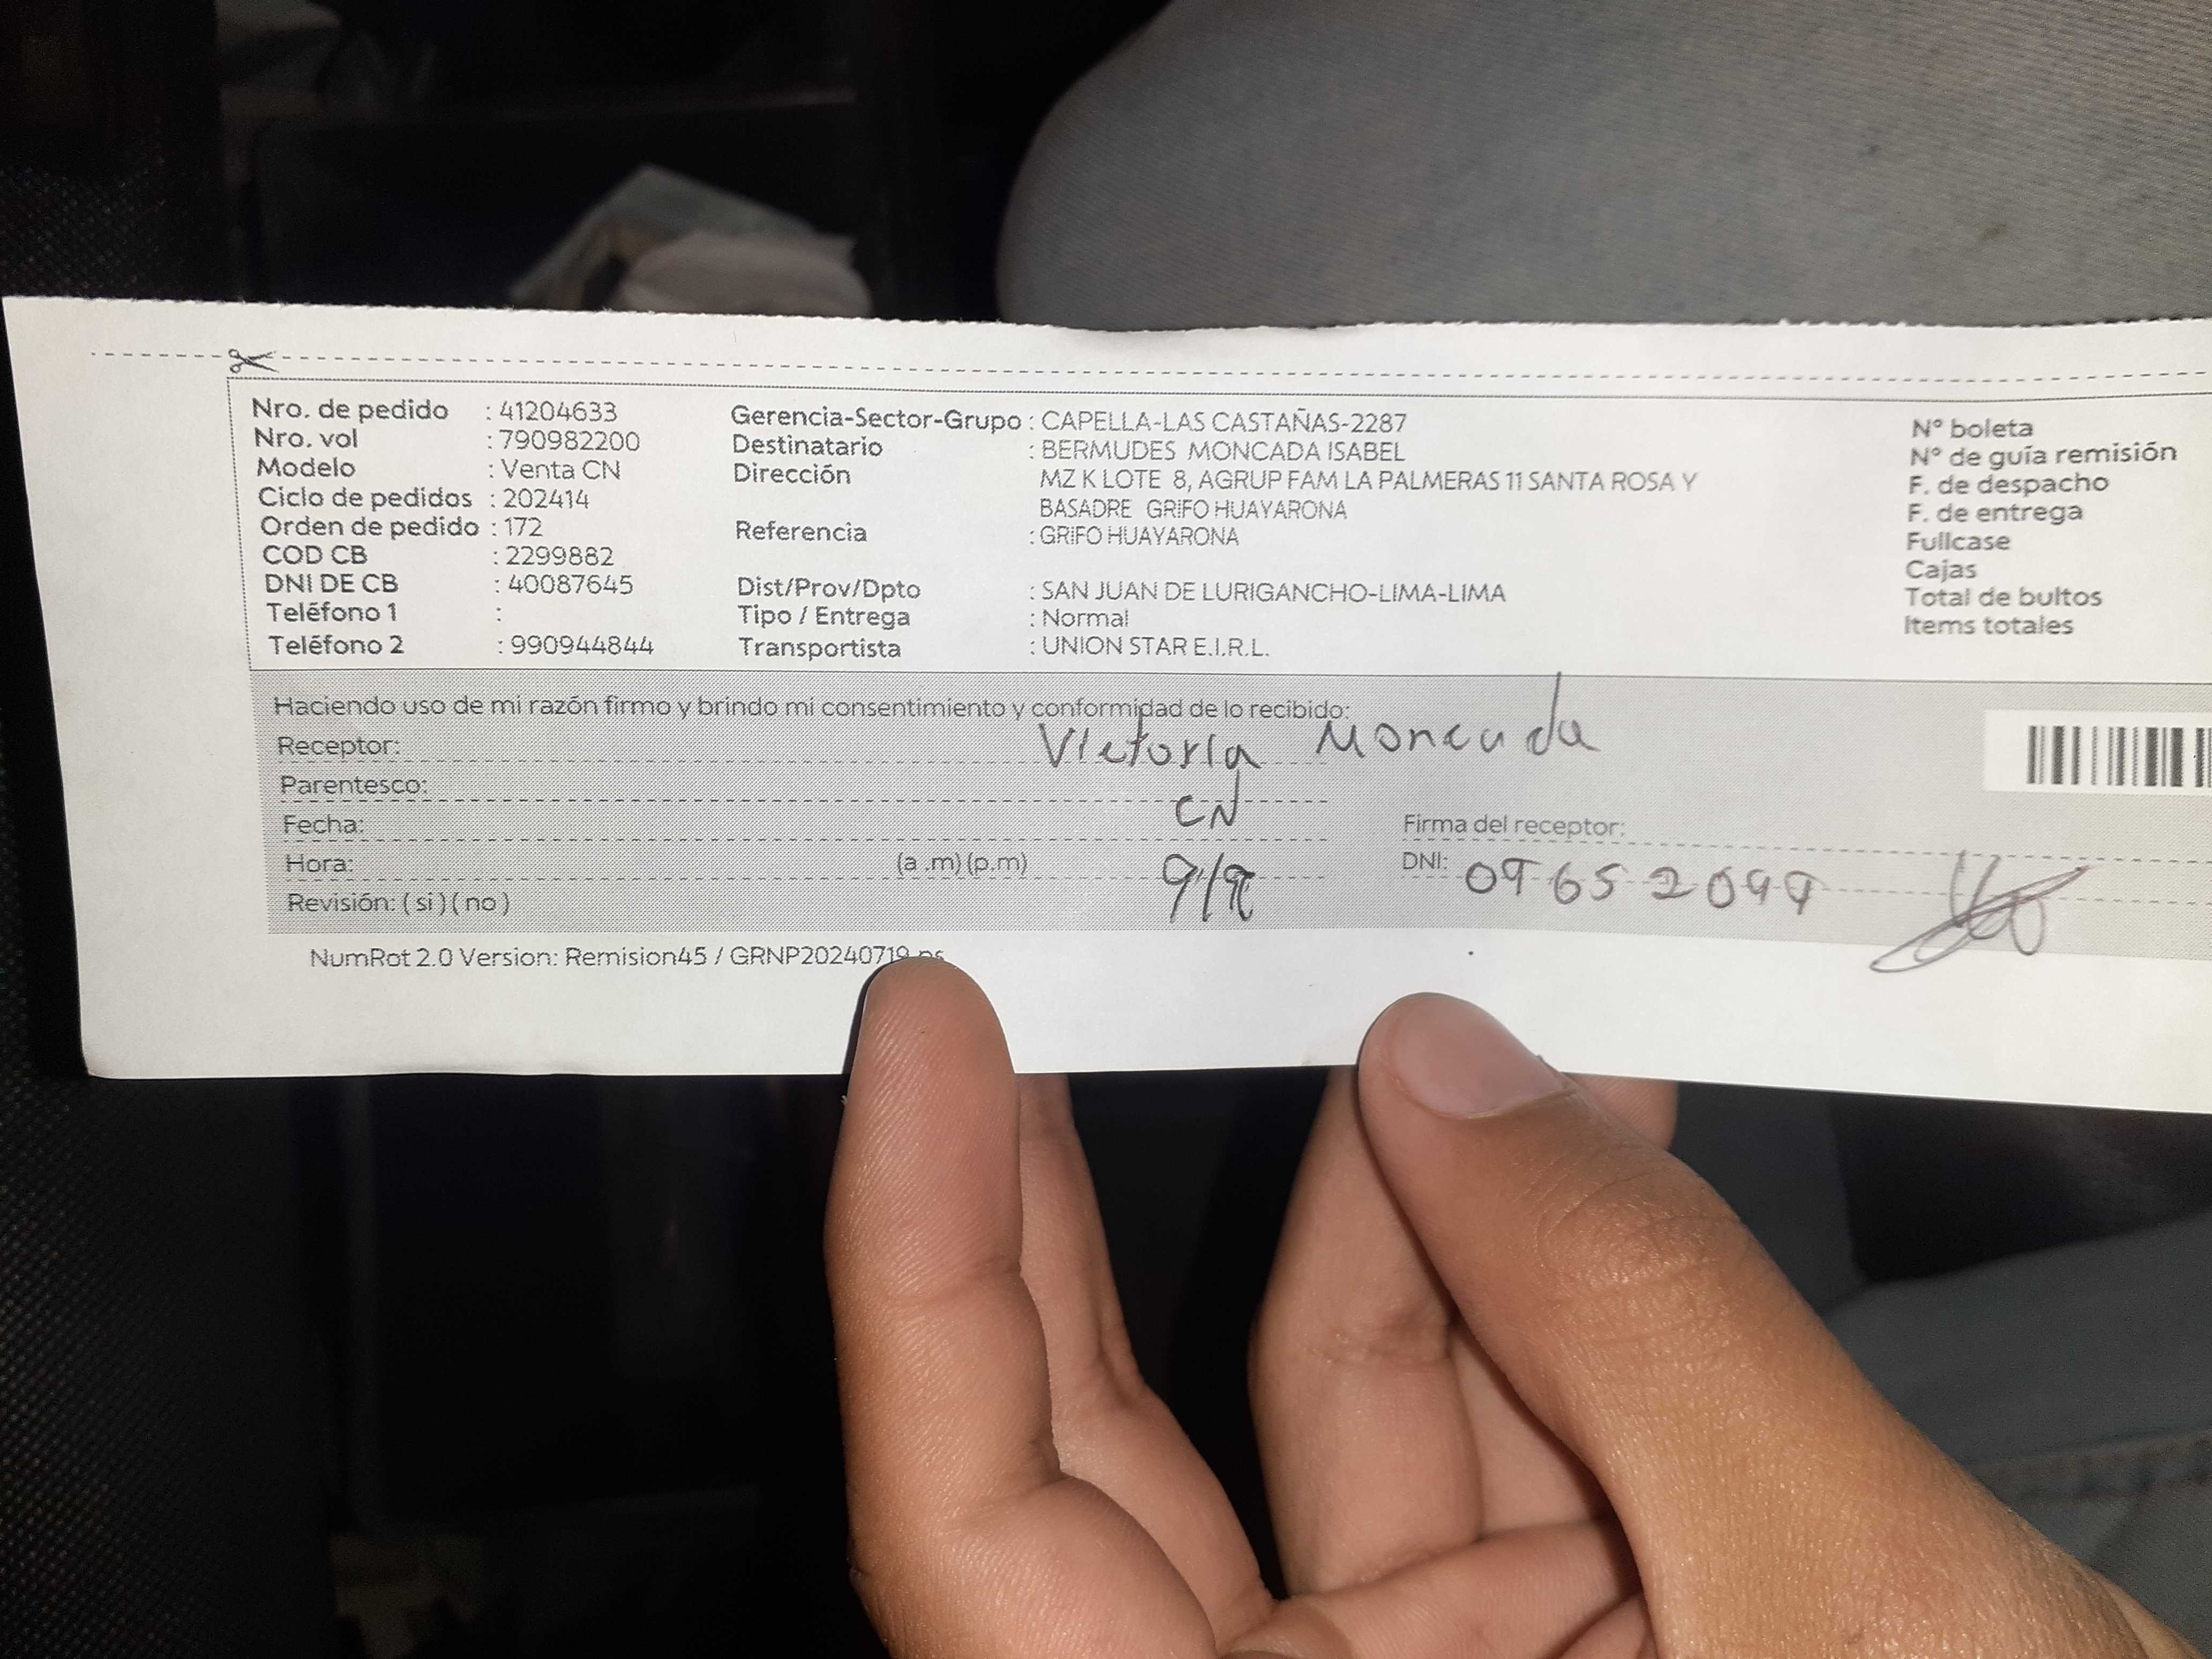 Nro. de pedido : 41204633
Nro. vol : 790982200
Modelo : Venta CN
Ciclo de pedidos : 202414
Orden de pedido : 172
COD CB : 2299882
DNI DE CB : 40087645
Teléfono 1 :
Teléfono 2 : 990944844
Gerencia-Sector-Grupo : CAPELLA-LAS CASTAÑAS-2287
Destinatario : BERMUDES MONCADA ISABEL
Dirección MZ K LOTE 8, AGRUP FAM LA PALMERAS 11 SANTA ROSA Y
BASADRE GRIFO HUAYARONA
Referencia : GRIFO HUAYARONA
Dist/Prov/Dpto : SAN JUAN DE LURIGANCHO-LIMA-LIMA
Tipo / Entrega : Normal
Transportista : UNION STAR E.I.R.L.
N° boleta
N° de guía remisión
F. de despacho
F. de entrega
Fullcase
Cajas
Total de bultos
Items totales
Haciendo uso de mi razón firmo y brindo mi consentimiento y conformidad de lo recibido:
Receptor: Victoria Moncada
Parentesco: CN
Fecha:
Hora: (a .m) (p.m)
Revisión: ( si ) ( no )
Firma del receptor:
DNI:
NumRot 2.0 Version: Remision45 / GRNP20240719